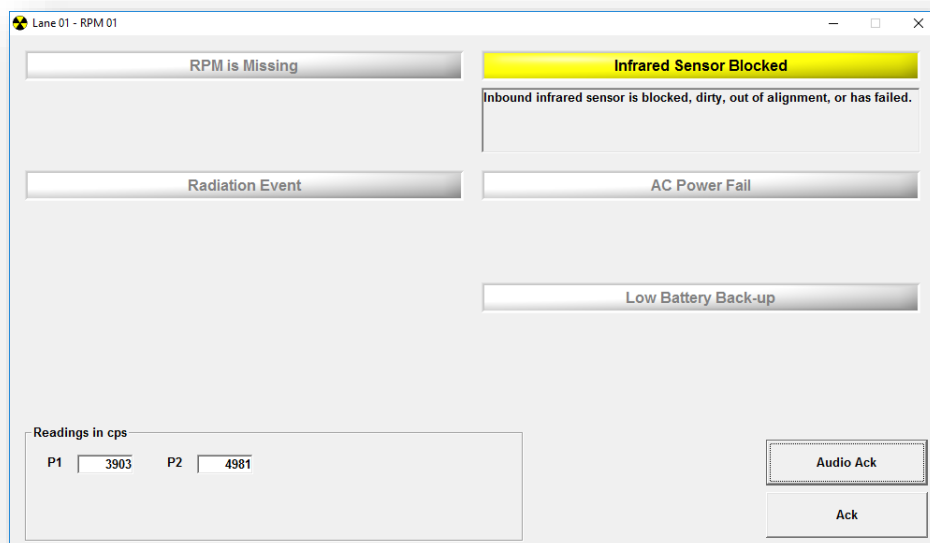 Lane 01 - RPM 01
RPM is Missing
Infrared Sensor Blocked
Inbound infrared sensor is blocked, dirty, out of alignment, or has failed.
Radiation Event
AC Power Fail
Low Battery Back-up
Readings in cps
P1 3903 P2 4981
Audio Ack
Ack